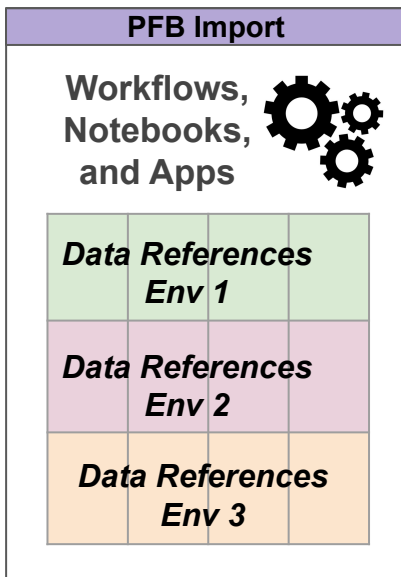 PFB Import
Workflows,
Notebooks,
and Apps
Data References
Env 1
Data References
Env 2
Data References
Env 3